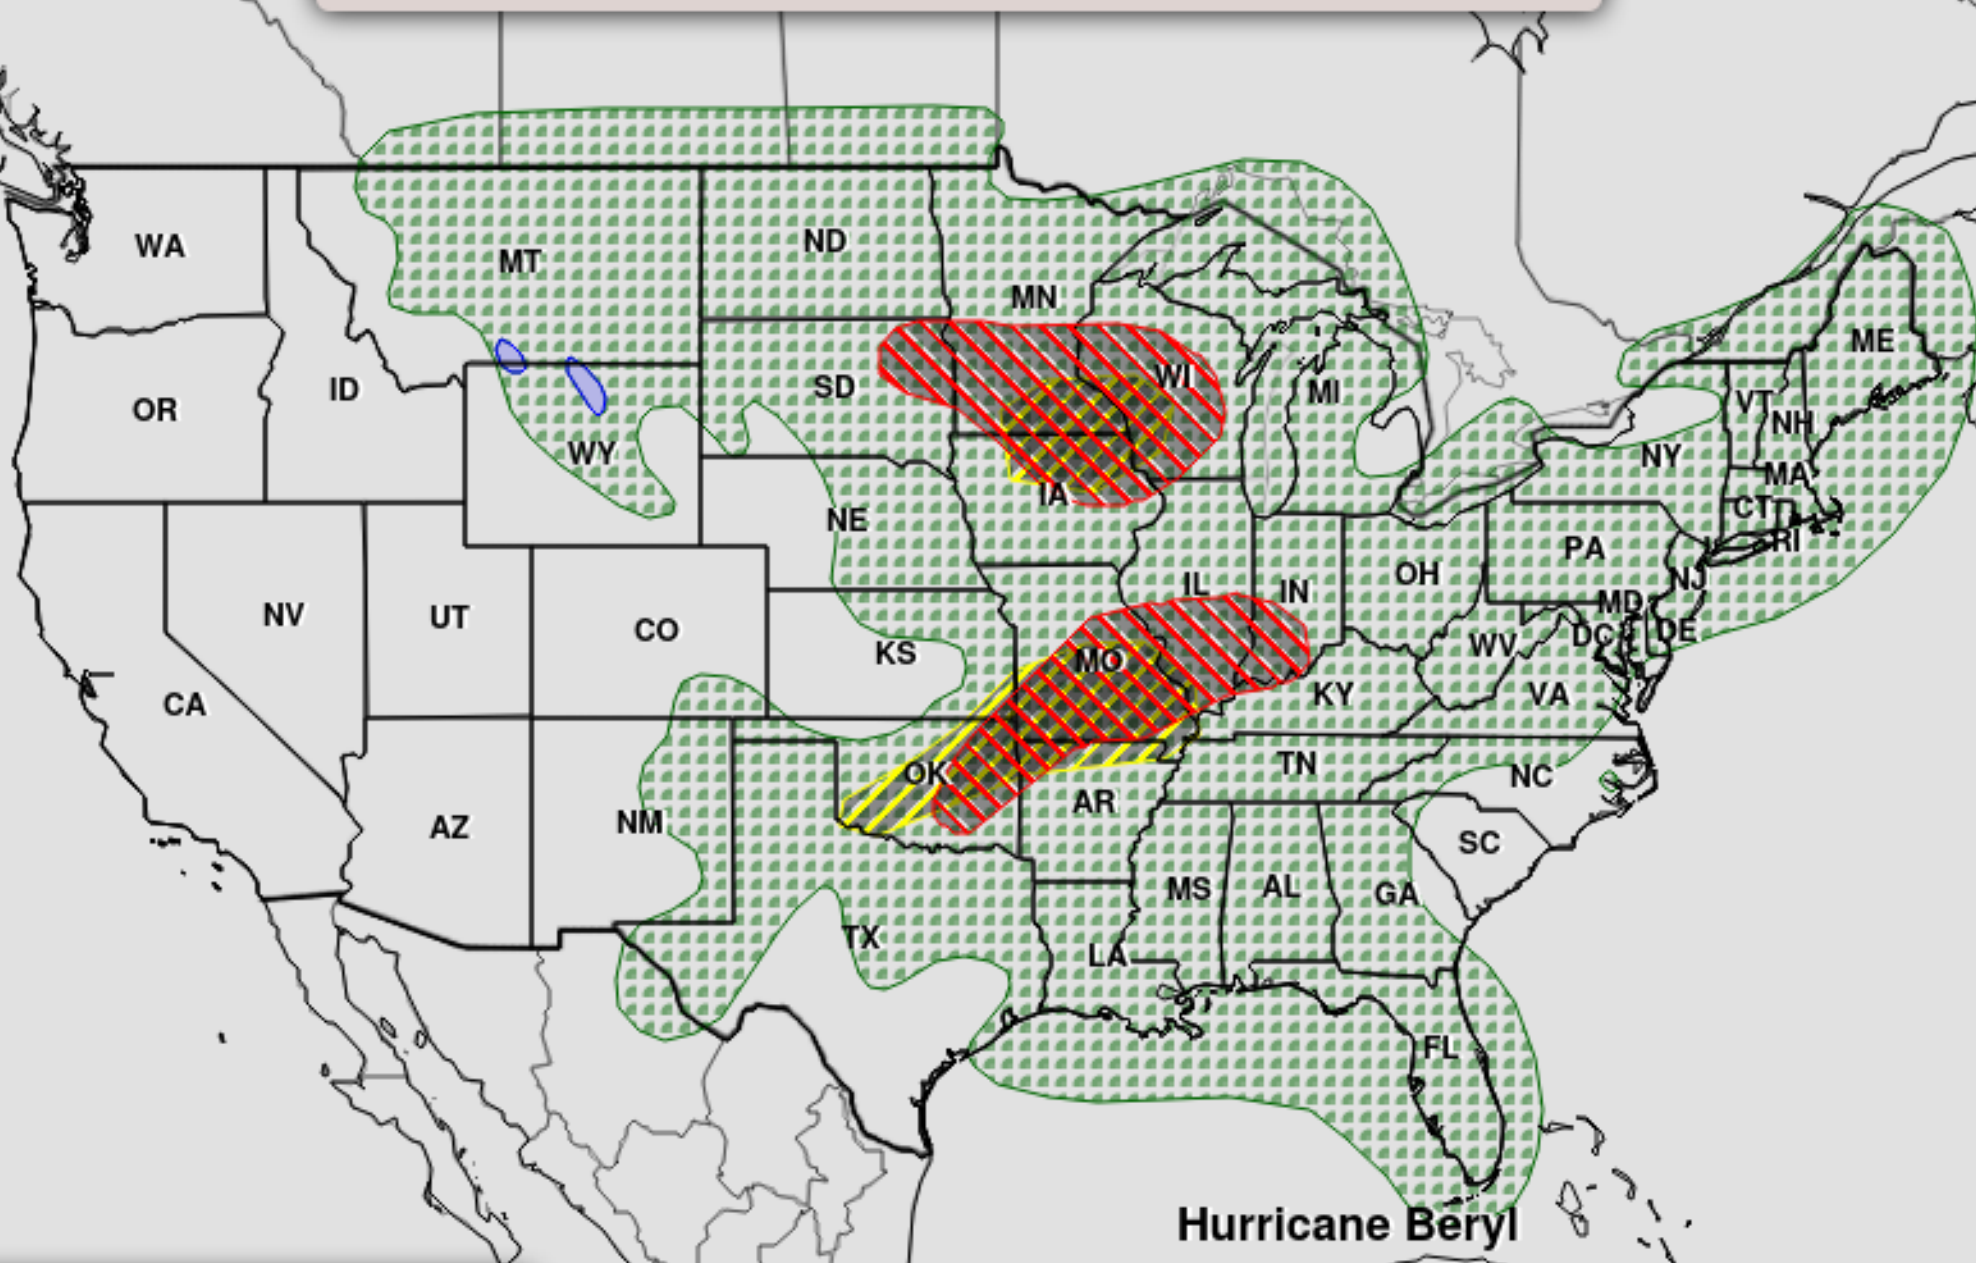 WA
MT
ND
MN
ME
OR
ID
SD
WI
MI
VT
NH
WY
NY
MA
IA
CT
NE
RI
PA
NV
UT
CO
IL
IN
OH
NJ
MD
DC
DE
WV
KS
MO
KY
VA
CA
OK
TN
NC
AZ
NM
AR
SC
MS
AL
GA
TX
LA
FL
Hurricane Beryl